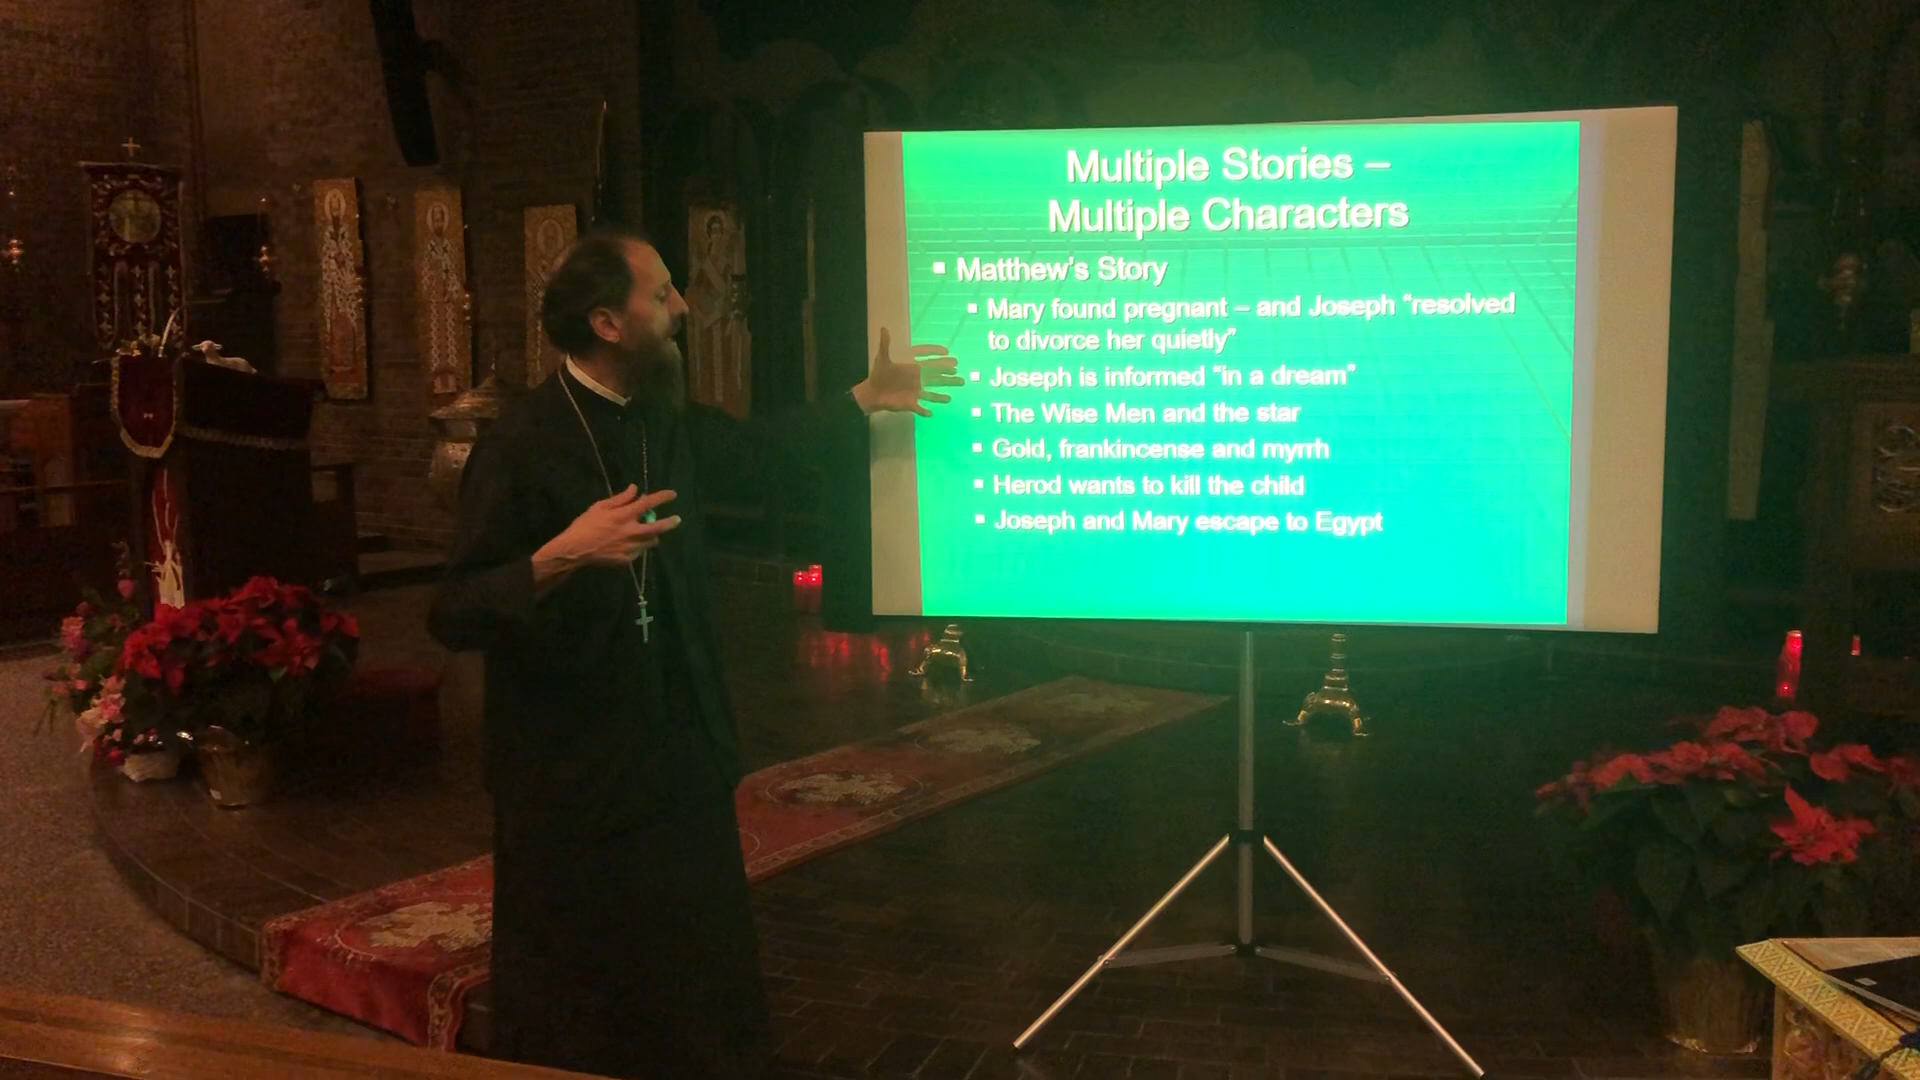 Multiple Stories –
Multiple Characters
▪ Matthew's Story
▪ Mary found pregnant – and Joseph “resolved
to divorce her quietly”
▪ Joseph is informed “in a dream”
▪ The Wise Men and the star
▪ Gold, frankincense and myrrh
▪ Herod wants to kill the child
▪ Joseph and Mary escape to Egypt